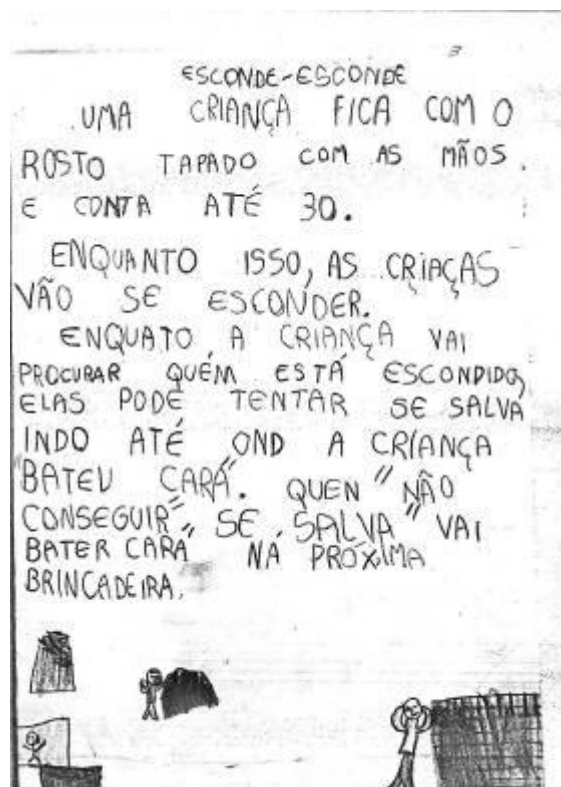 3
ESCONDE-ESCONDE
UMA CRIANÇA FICA COM O
ROSTO TAPADO COM AS MÃOS.
E CONTA ATÉ 30.
ENQUANTO ISSO, AS CRIAÇAS
VÃO SE ESCONDER.
ENQUATO A CRIANÇA VAI
PROCURAR QUÉM ESTÁ ESCONDIDO,
ELAS PODE TENTAR SE SALVA
INDO ATÉ OND A CRIANÇA
BATEU "CARÁ". QUEN "NÃO
CONSEGUIR" SE "SALVA" VAI
BATER CARA NA PRÓXIMA
BRINCADEIRA.